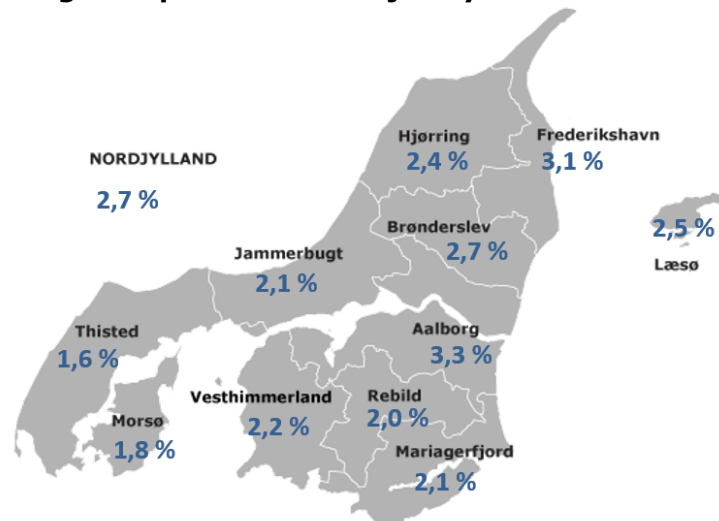 Hjørring
2,4 %
Frederikshavn
3,1 %
NORDJYLLAND
2,7 %
Brønderslev
2,7 %
2,5 %
Læsø
Jammerbugt
2,1 %
Thisted
1,6 %
Aalborg
3,3 %
Vesthimmerland
2,2 %
Rebild
2,0 %
Morsø
1,8 %
Mariagerfjord
2,1 %